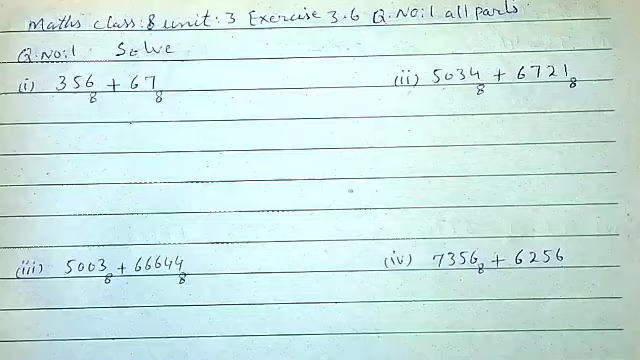 Maths class: 8 unit: 3 Exercise 3.6 Q.NO:1 all parts
Q.NO:1 Solve
(i) 356₈ + 67₈ (ii) 5034₈ + 6721₈
(iii) 5003₈ + 66644₈ (iv) 7356₈ + 6256